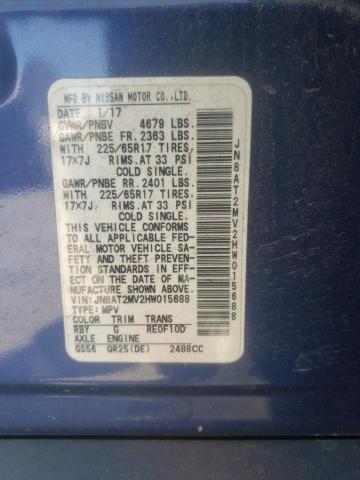 MFG BY NISSAN MOTOR CO.,LTD.
DATE 1/17
GVWR/PNBV 4679 LBS.
GAWR/PNBE FR. 2363 LBS.
WITH 225/65R17 TIRES
17x7J RIMS.AT 33 PSI
COLD SINGLE.
GAWR/PNBE RR. 2401 LBS.
WITH 225/65R17 TIRES
17x7J RIMS.AT 33 PSI
COLD SINGLE.
THIS VEHICLE CONFORMS
TO ALL APPLICABLE FED-
ERAL MOTOR VEHICLE SA-
FETY AND THEFT PREVEN-
TION STANDARDS IN EFF-
ECT ON THE DATE OF MA-
NUFACTURE SHOWN ABOVE.
VIN:JN8AT2MV2HW015688
TYPE:MPV
COLOR TRIM TRANS
RBY G RE0F10D
AXLE ENGINE
GS56 QR25(DE) 2488CC
JN8AT2MV2HW015688